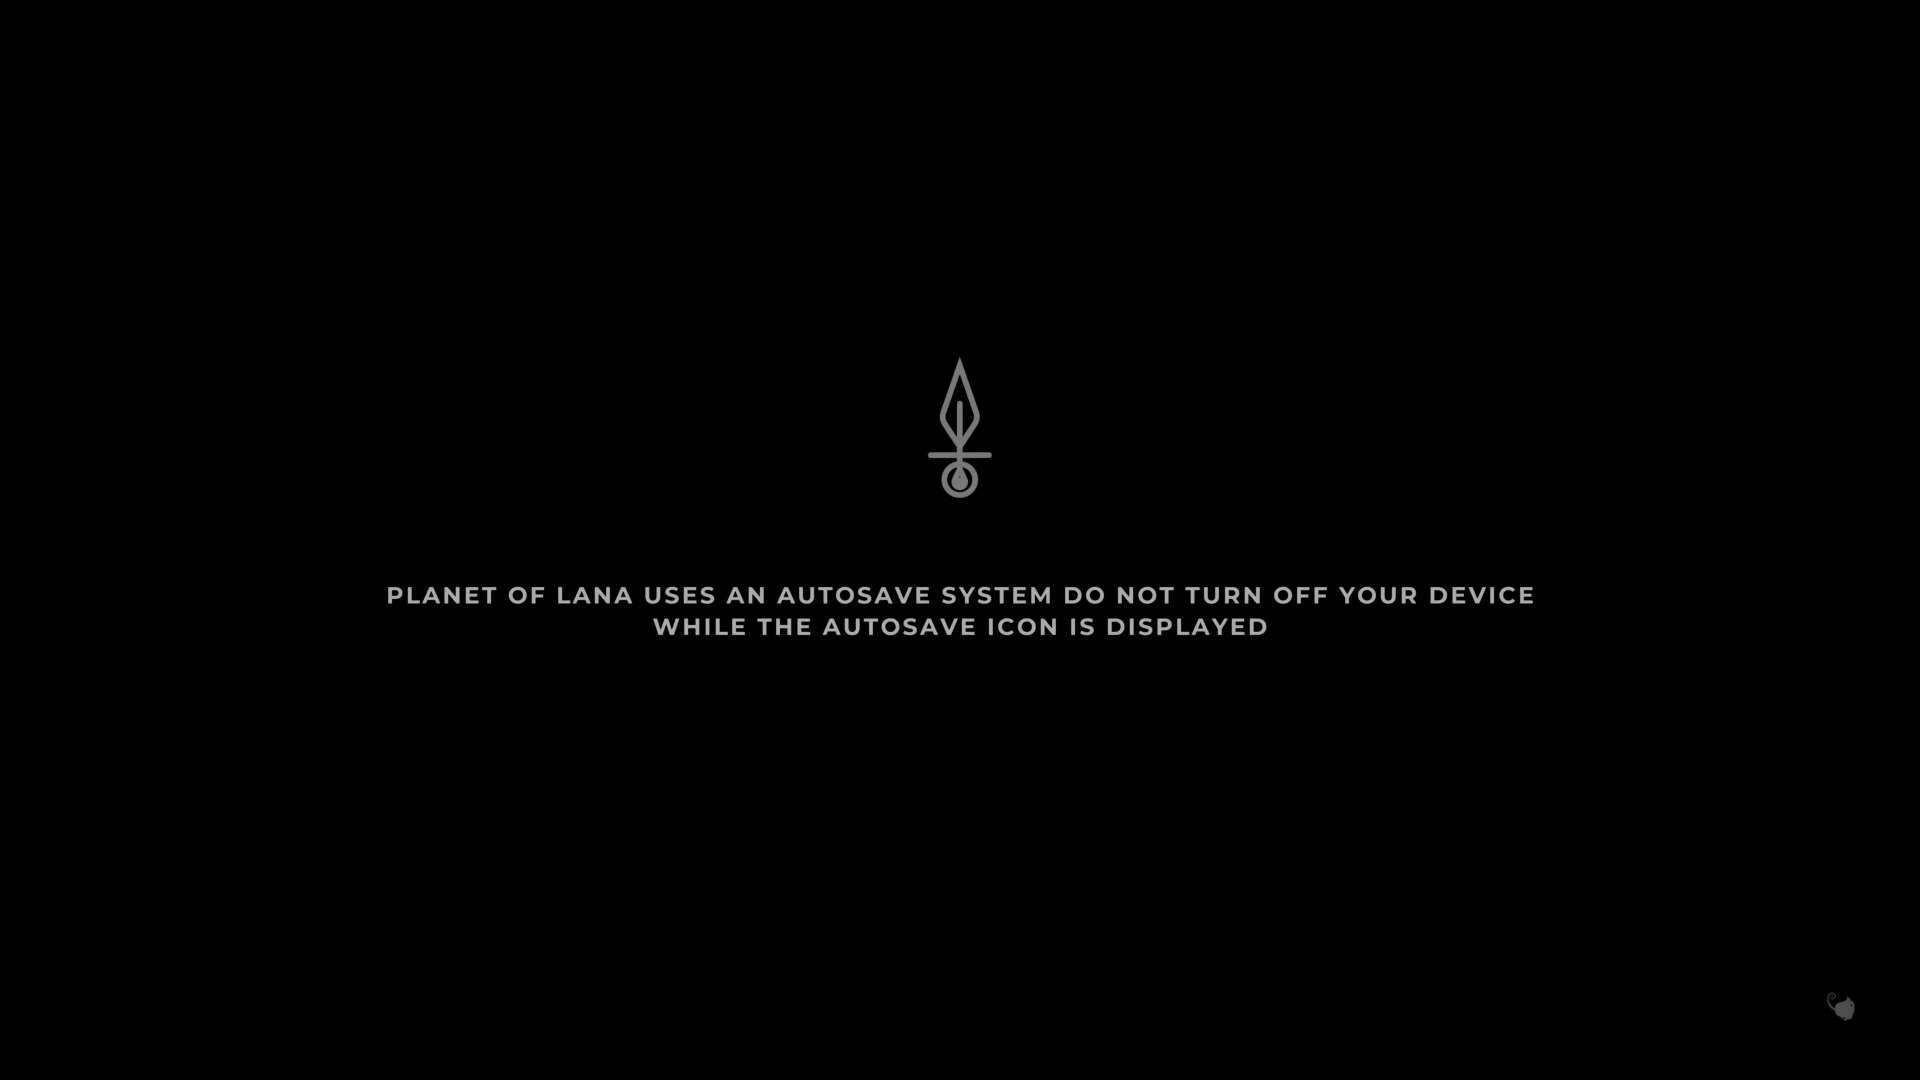 PLANET OF LANA USES AN AUTOSAVE SYSTEM DO NOT TURN OFF YOUR DEVICE
WHILE THE AUTOSAVE ICON IS DISPLAYED